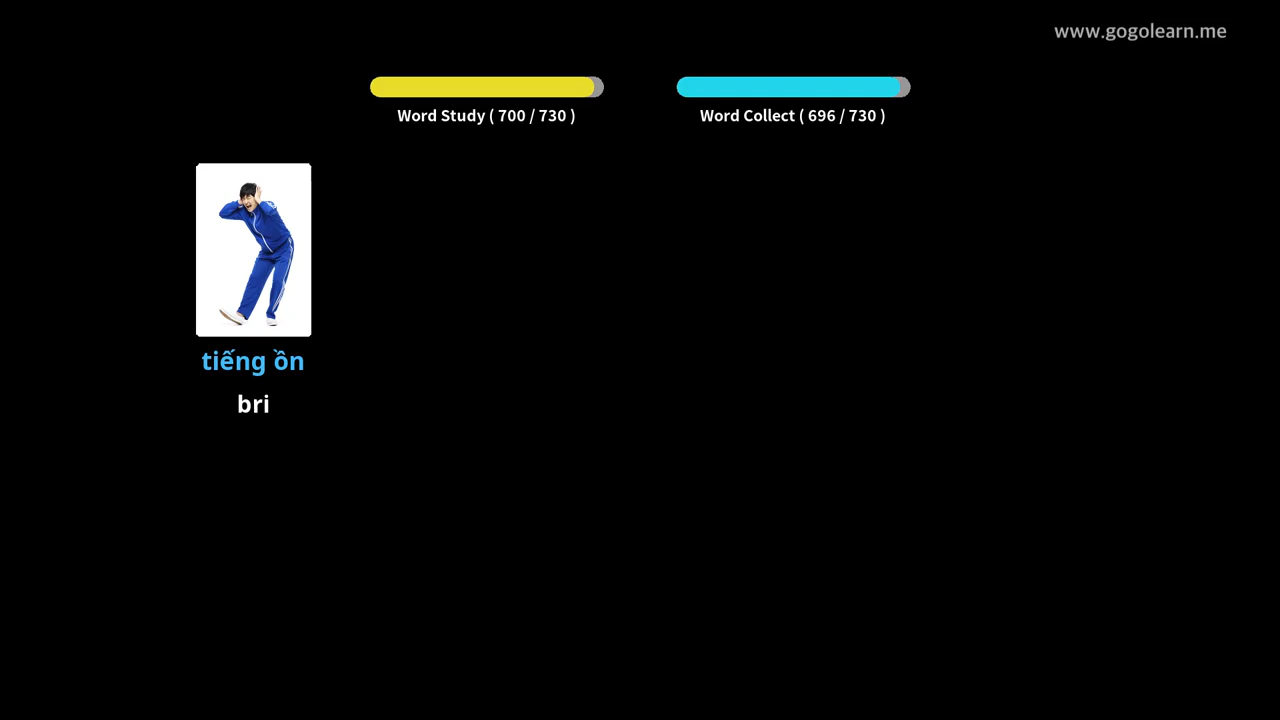 www.gogolearn.me
Word Study ( 700 / 730 )
Word Collect ( 696 / 730 )
tiếng ồn
bri